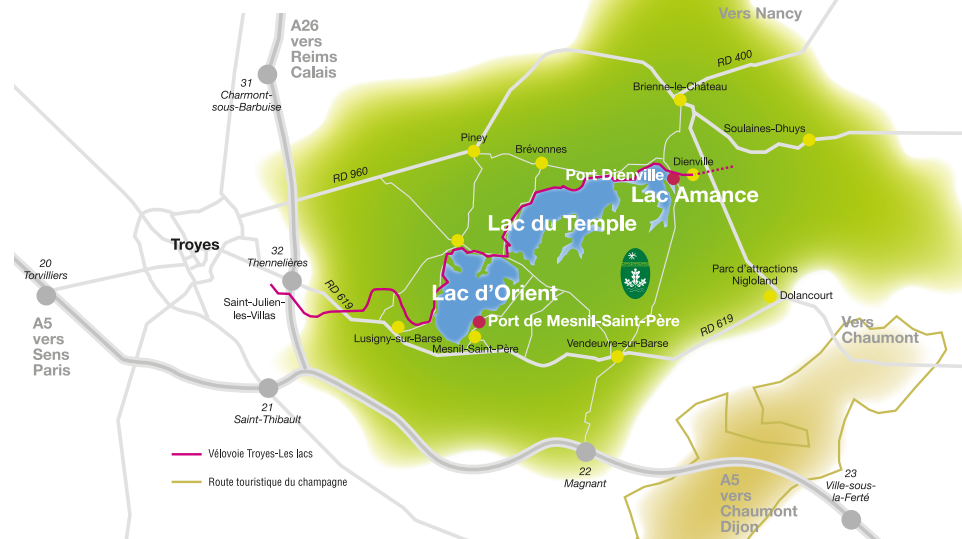 Vers Nancy
A26
vers
Reims
Calais
RD 400
31
Charmont-
sous-Barbuise
Brienne-le-Château
Soulaines-Dhuys
Piney
Brévonnes
RD 960
Dienville
Port Dienville
Lac Amance
Lac du Temple
Troyes
32
Thennelières
20
Torvilliers
Parc d'attractions
Nigloland
Dolancourt
Lac d'Orient
RD 619
Saint-Julien-
les-Villas
Port de Mesnil-Saint-Père
RD 619
A5
vers
Sens
Paris
Lusigny-sur-Barse
Mesnil-Saint-Père
Vendeuvre-sur-Barse
Vers
Chaumont
21
Saint-Thibault
Vélovoie Troyes-Les lacs
Route touristique du champagne
22
Magnant
A5
vers
Chaumont
Dijon
23
Ville-sous-
la-Ferté